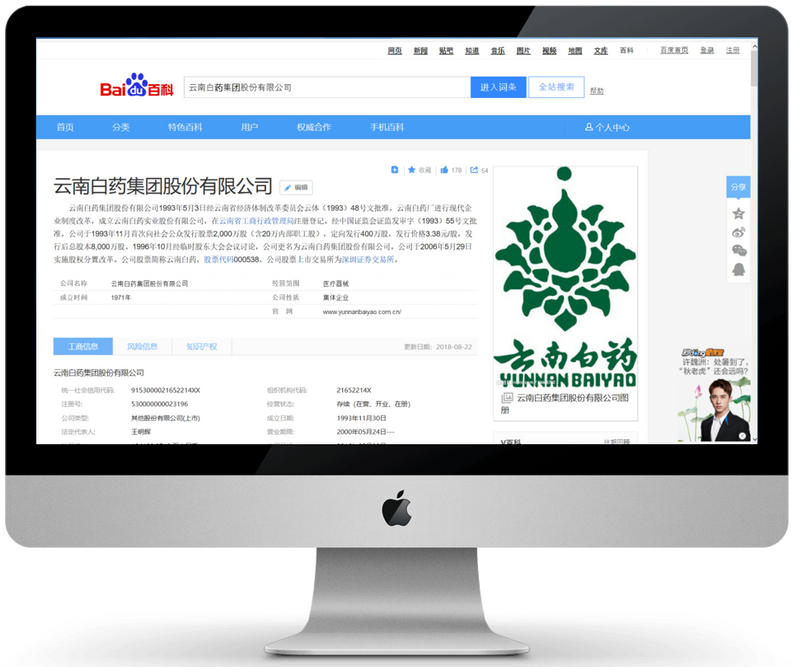 网页 新闻 贴吧 知道 音乐 图片 视频 地图 文库 百科 百度首页 登录 注册
Bai du 百科 云南白药集团股份有限公司 进入词条 全站搜索 帮助
首页 分类 特色百科 用户 权威合作 手机百科 个人中心
收藏 178 54
云南白药集团股份有限公司 编辑
云南白药集团股份有限公司1993年5月3日经云南省经济体制改革委员会云体（1993）48号文批准，云南白药厂进行现代企
业制度改革，成立云南白药实业股份有限公司，在云南省工商行政管理局注册登记。经中国证监会证监发审字（1993）55号文批
准，公司于1993年11月首次向社会公众发行股票2,000万股（含20万内部职工股），定向发行400万股，发行价格3.38元/股，发
行后总股本8,000万股。1996年10月经临时股东大会会议讨论，公司更名为云南白药集团股份有限公司，公司于2006年5月29日
实施股权分置改革。公司股票简称云南白药，股票代码000538，公司股票上市交易所为深圳证券交易所。
公司名称 云南白药集团股份有限公司 经营范围 医疗器械
成立时间 1971年 公司性质 集体企业
官 网 www.yunnanbaiyao.com.cn/
工商信息 风险信息 知识产权 更新日期：2018-08-22
云南白药集团股份有限公司
统一社会信用代码: 9153000021652214XX 组织机构代码: 21652214X
注册号: 530000000023196 经营状态: 存续（在营、开业、在册）
公司类型: 其他股份有限公司(上市) 成立日期: 1993年11月30日
法定代表人: 王明辉 营业期限: 2000年05月24日---
云南白药
YUNNANBAIYAO
云南白药集团股份有限公司图
册
V百科 往期回顾
分享
许魏洲：处暑到了，
“秋老虎”还会远吗？